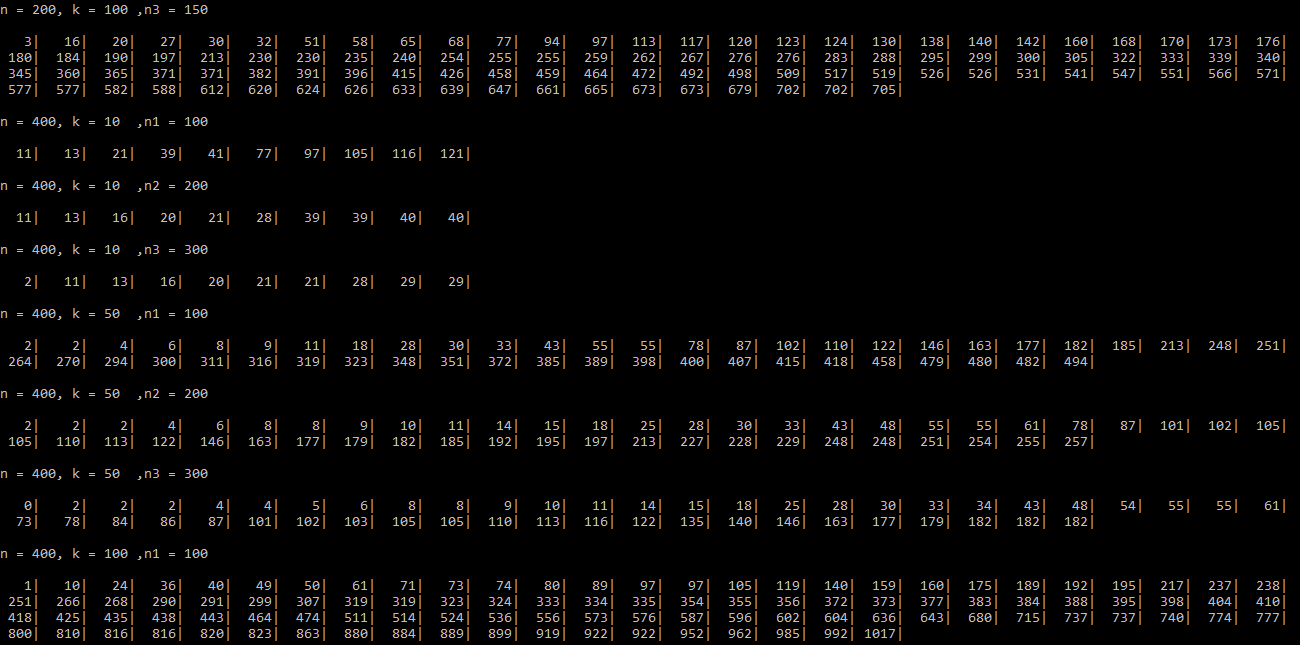 n = 200, k = 100 ,n3 = 150
3| 16| 20| 27| 30| 32| 51| 58| 65| 68| 77| 94| 97| 113| 117| 120| 123| 124| 130| 138| 140| 142| 160| 168| 170| 173| 176|
180| 184| 190| 197| 213| 230| 230| 235| 240| 254| 255| 255| 259| 262| 267| 276| 276| 283| 288| 295| 299| 300| 305| 322| 333| 339| 340|
345| 360| 365| 371| 371| 382| 391| 396| 415| 426| 458| 459| 464| 472| 492| 498| 509| 517| 519| 526| 526| 531| 541| 547| 551| 566| 571|
577| 577| 582| 588| 612| 620| 624| 626| 633| 639| 647| 661| 665| 673| 673| 679| 702| 702| 705|
n = 400, k = 10  ,n1 = 100
11| 13| 21| 39| 41| 77| 97| 105| 116| 121|
n = 400, k = 10  ,n2 = 200
11| 13| 16| 20| 21| 28| 39| 39| 40| 40|
n = 400, k = 10  ,n3 = 300
2| 11| 13| 16| 20| 21| 21| 28| 29| 29|
n = 400, k = 50  ,n1 = 100
2| 2| 4| 6| 8| 9| 11| 18| 28| 30| 33| 43| 55| 55| 78| 87| 102| 110| 122| 146| 163| 177| 182| 185| 213| 248| 251|
264| 270| 294| 300| 311| 316| 319| 323| 348| 351| 372| 385| 389| 398| 400| 407| 415| 418| 458| 479| 480| 482| 494|
n = 400, k = 50  ,n2 = 200
2| 2| 2| 4| 6| 8| 8| 9| 10| 11| 14| 15| 18| 25| 28| 30| 33| 43| 48| 55| 55| 61| 78| 87| 101| 102| 105|
105| 110| 113| 122| 146| 163| 177| 179| 182| 185| 192| 195| 197| 213| 227| 228| 229| 248| 248| 251| 254| 255| 257|
n = 400, k = 50  ,n3 = 300
0| 2| 2| 2| 4| 4| 5| 6| 8| 8| 9| 10| 11| 14| 15| 18| 25| 28| 30| 33| 34| 43| 48| 54| 55| 55| 61|
73| 78| 84| 86| 87| 101| 102| 103| 105| 105| 110| 113| 116| 122| 135| 140| 146| 163| 177| 179| 182| 182| 182|
n = 400, k = 100 ,n1 = 100
1| 10| 24| 36| 40| 49| 50| 61| 71| 73| 74| 80| 89| 97| 97| 105| 119| 140| 159| 160| 175| 189| 192| 195| 217| 237| 238|
251| 266| 268| 290| 291| 299| 307| 319| 319| 323| 324| 333| 334| 335| 354| 355| 356| 372| 373| 377| 383| 384| 388| 395| 398| 404| 410|
418| 425| 435| 438| 443| 464| 474| 511| 514| 524| 536| 556| 573| 576| 587| 596| 602| 604| 636| 643| 680| 715| 737| 737| 740| 774| 777|
800| 810| 816| 816| 820| 823| 863| 880| 884| 889| 899| 919| 922| 922| 952| 962| 985| 992| 1017|